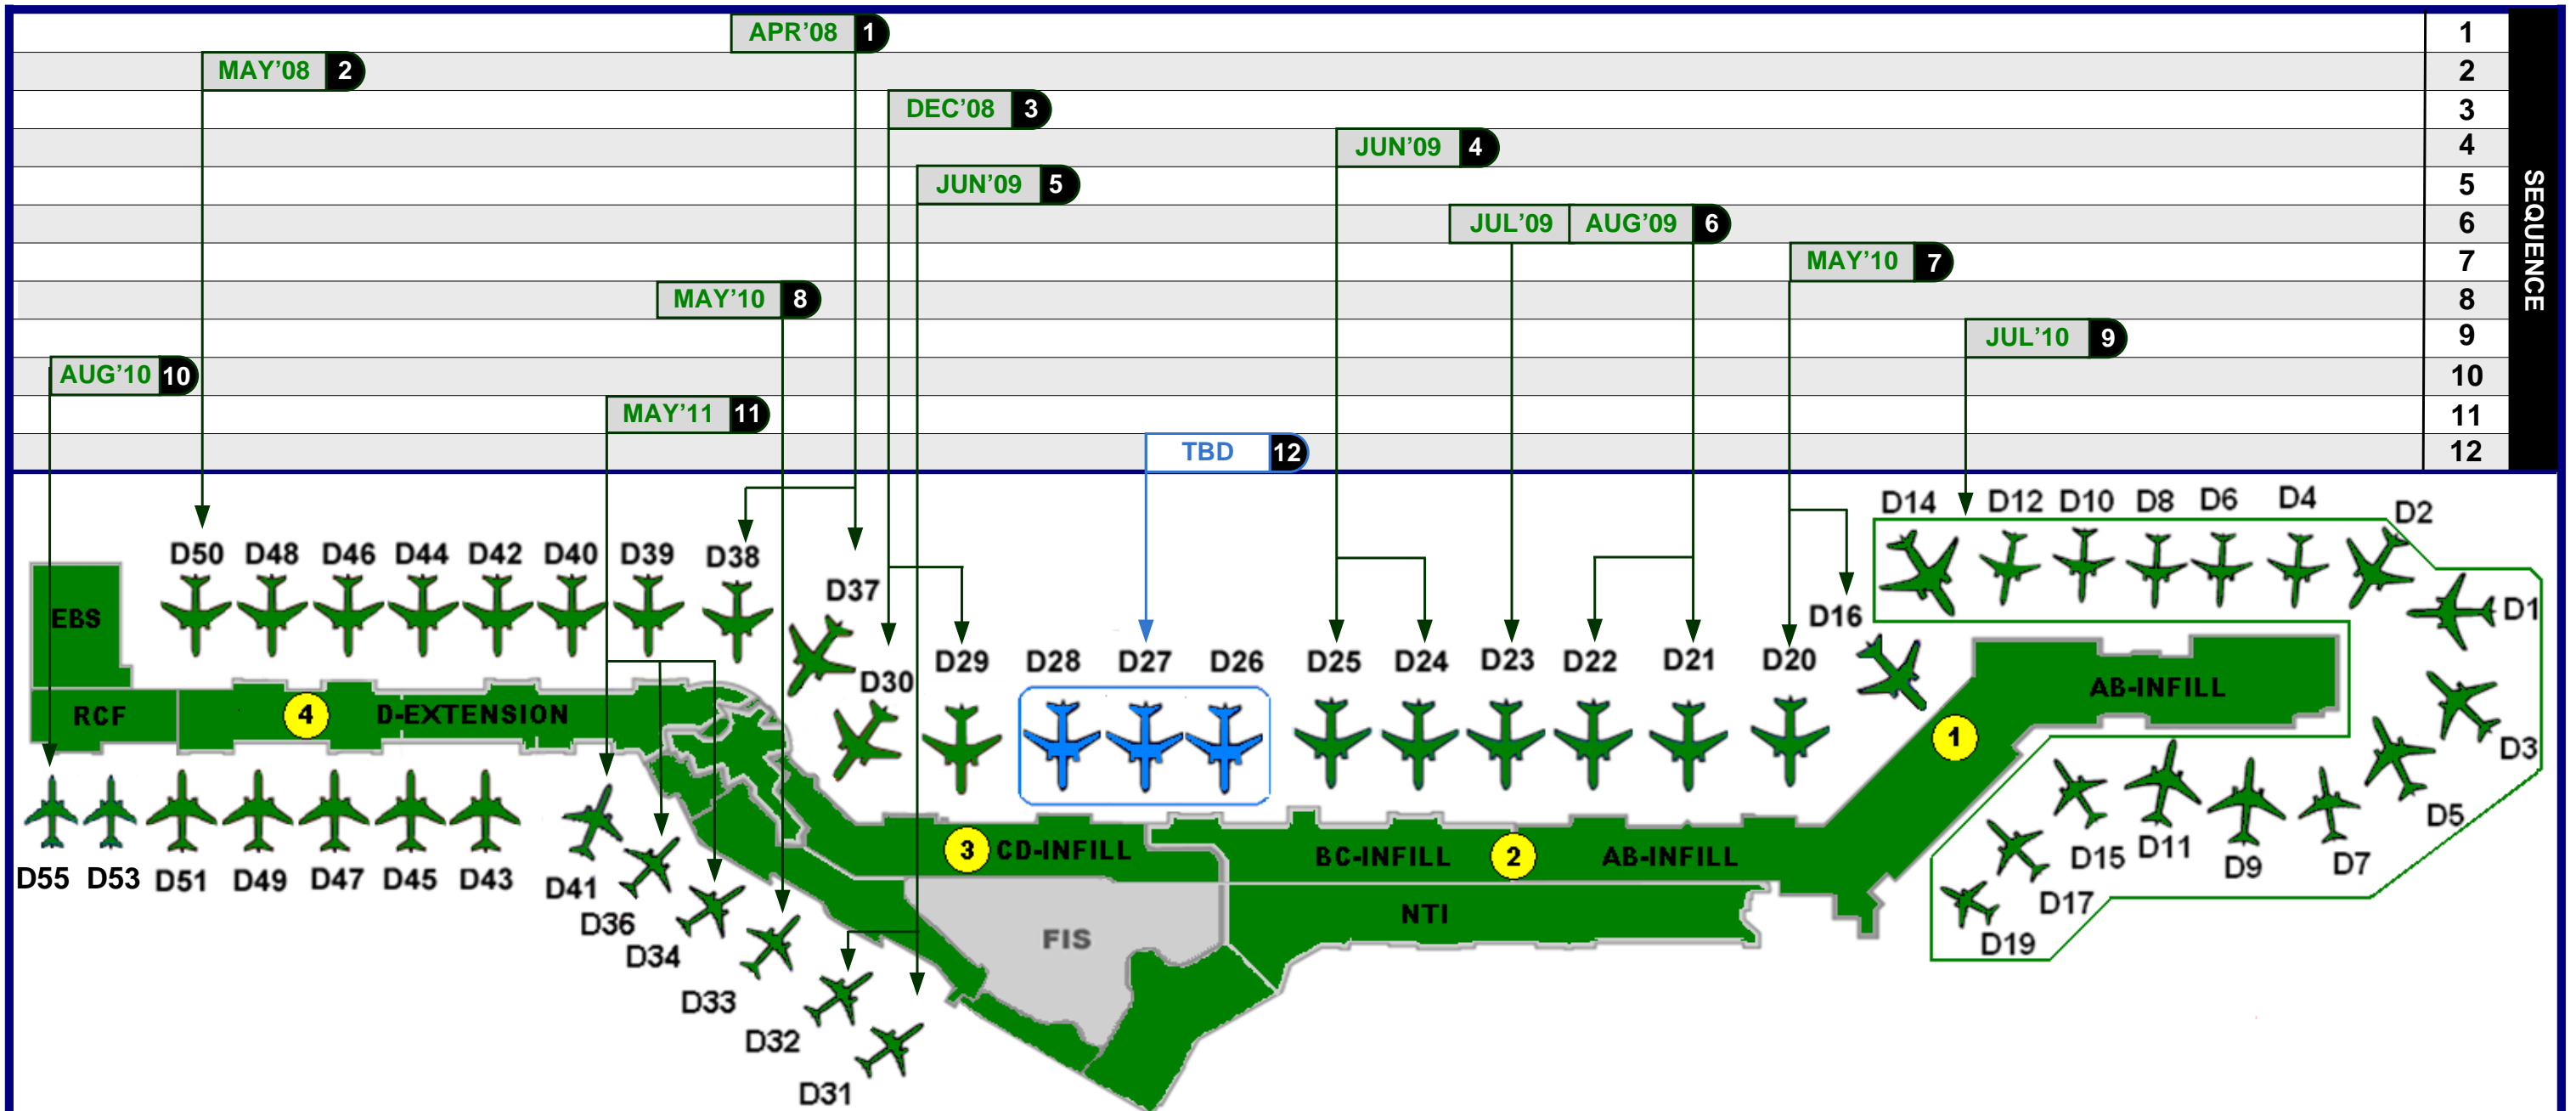 APR'08 1 1
MAY'08 2 2
DEC'08 3 3
JUN'09 4 4
JUN'09 5 5
JUL'09 AUG'09 6 6
MAY'10 7 7
MAY'10 8 8
JUL'10 9 9
AUG'10 10 10
MAY'11 11 11
TBD 12 12
SEQUENCE
D14 D12 D10 D8 D6 D4 D2
D50 D48 D46 D44 D42 D40 D39 D38
D37
D16 D1
EBS
D30 D29 D28 D27 D26 D25 D24 D23 D22 D21 D20
AB-INFILL
RCF 4 D-EXTENSION
1
D3
D5
3 CD-INFILL BC-INFILL 2 AB-INFILL
D15 D11 D9 D7
D55 D53 D51 D49 D47 D45 D43 D41
D17
D36 NTI
FIS D19
D34
D33
D32
D31